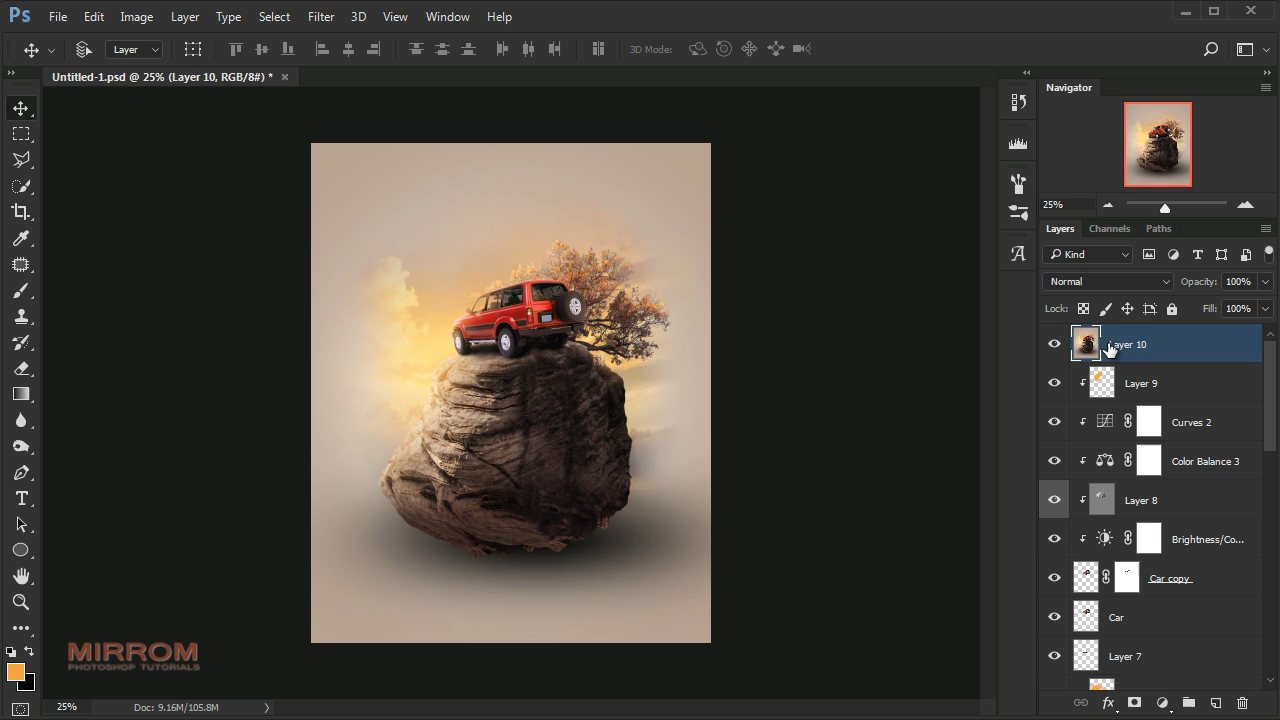 Ps File Edit Image Layer Type Select Filter 3D View Window Help
Layer 3D Mode:
Untitled-1.psd @ 25% (Layer 10, RGB/8#) * ×
Navigator
25%
Layers Channels Paths
Kind
Normal Opacity: 100%
Lock: Fill: 100%
Layer 10
Layer 9
Curves 2
Color Balance 3
Layer 8
Brightness/Co...
Car copy
Car
Layer 7
MIRROM
PHOTOSHOP TUTORIALS
25% Doc: 9.16M/105.8M